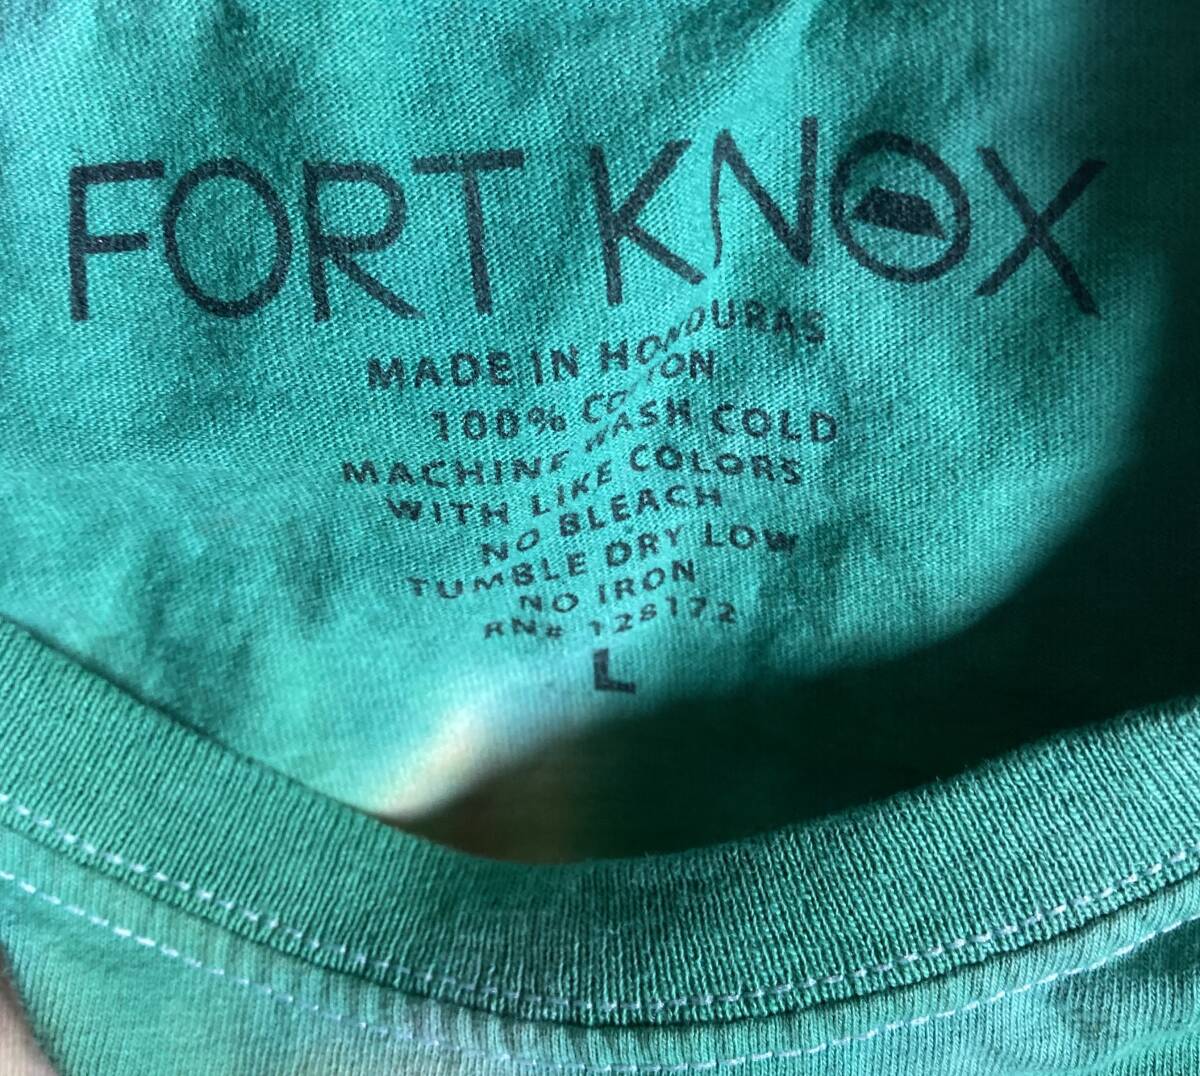 FORT KNOX
MADE IN HONDURAS
100% COTTON
MACHINE WASH COLD
WITH LIKE COLORS
NO BLEACH
TUMBLE DRY LOW
NO IRON
RN# 128172
L